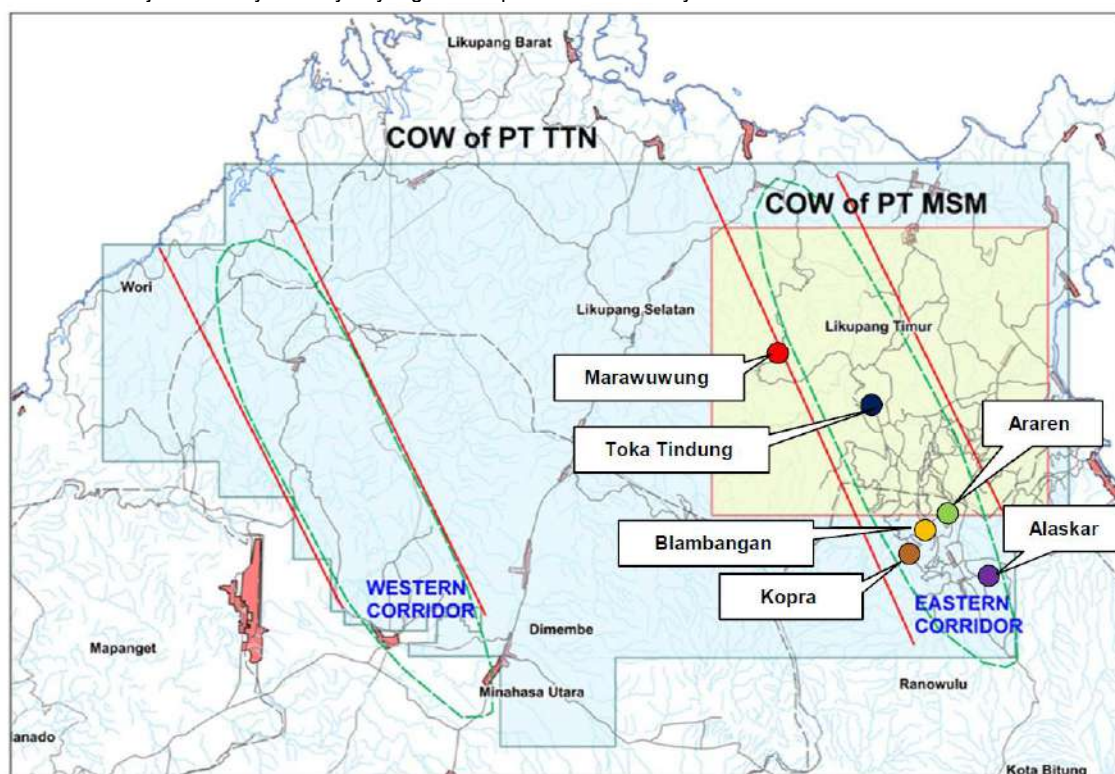 Likupang Barat
COW of PT TTN
COW of PT MSM
Wori
Likupang Selatan
Likupang Timur
Marawuwung
Araren
Toka Tindung
Alaskar
Blambangan
Kopra
WESTERN
CORRIDOR
EASTERN
CORRIDOR
Dimembe
Mapanget
Ranowulu
Minahasa Utara
anado
Kota Bitung